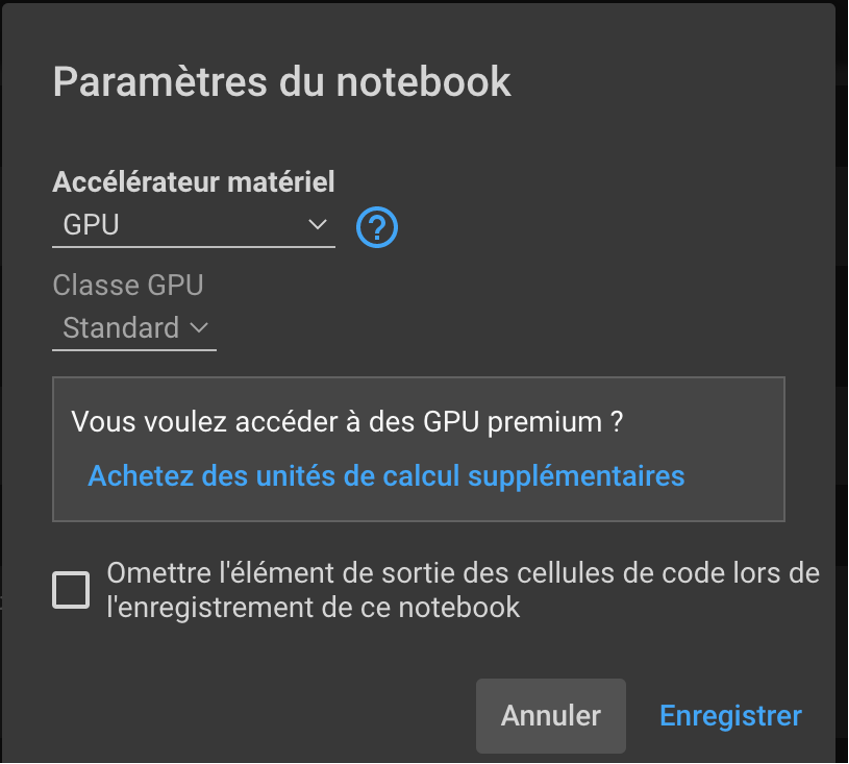 Paramètres du notebook
Accélérateur matériel
GPU
Classe GPU
Standard
Vous voulez accéder à des GPU premium ?
Achetez des unités de calcul supplémentaires
Omettre l'élément de sortie des cellules de code lors de
l'enregistrement de ce notebook
Annuler
Enregistrer